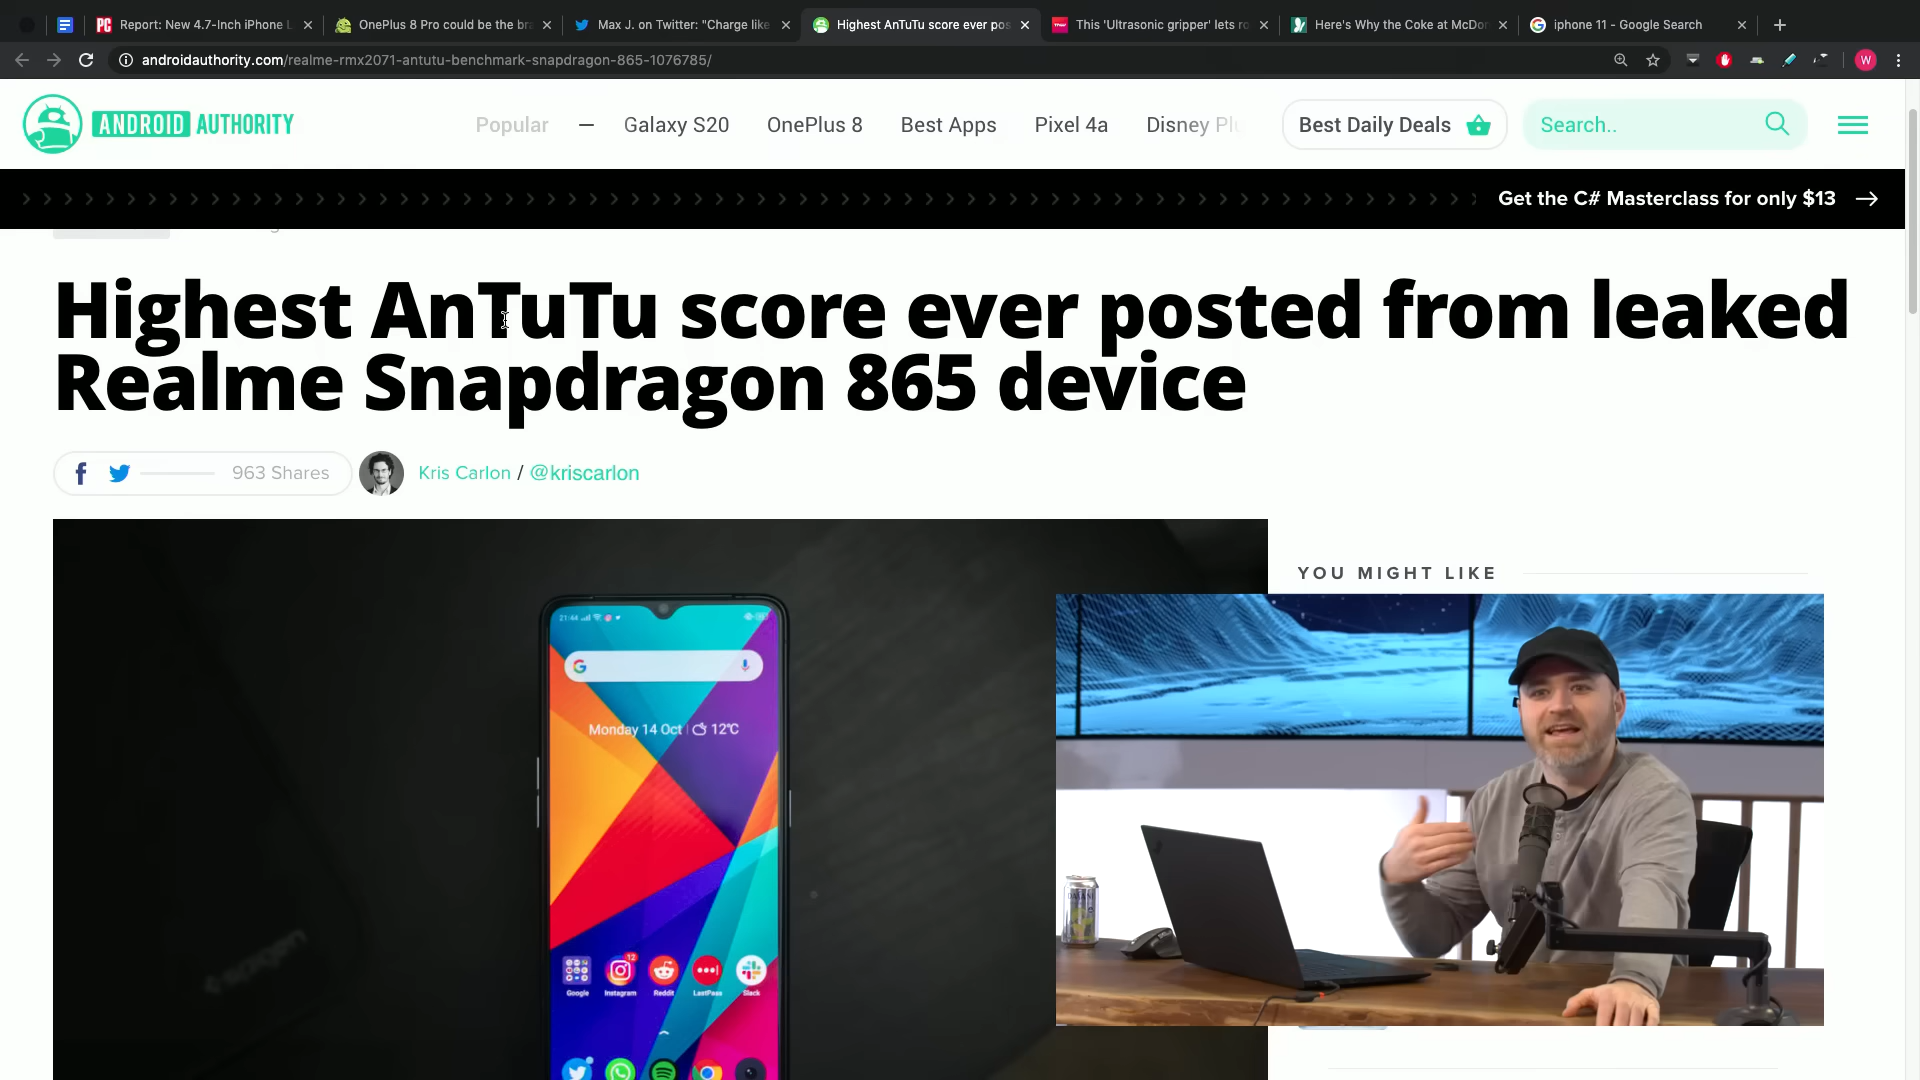 Report: New 4.7-Inch iPhone L
OnePlus 8 Pro could be the bra
Max J. on Twitter: "Charge like
Highest AnTuTu score ever pos
This 'Ultrasonic gripper' lets ro
Here's Why the Coke at McDon
iphone 11 - Google Search
androidauthority.com/realme-rmx2071-antutu-benchmark-snapdragon-865-1076785/
W
ANDROID AUTHORITY
Popular — Galaxy S20 OnePlus 8 Best Apps Pixel 4a Disney Plu
Best Daily Deals
Search..
Get the C# Masterclass for only $13
Highest AnTuTu score ever posted from leaked
Realme Snapdragon 865 device
963 Shares
Kris Carlon / @kriscarlon
YOU MIGHT LIKE
21:44
Monday 14 Oct | 12°C
12
Google Instagram Reddit LastPass Slack